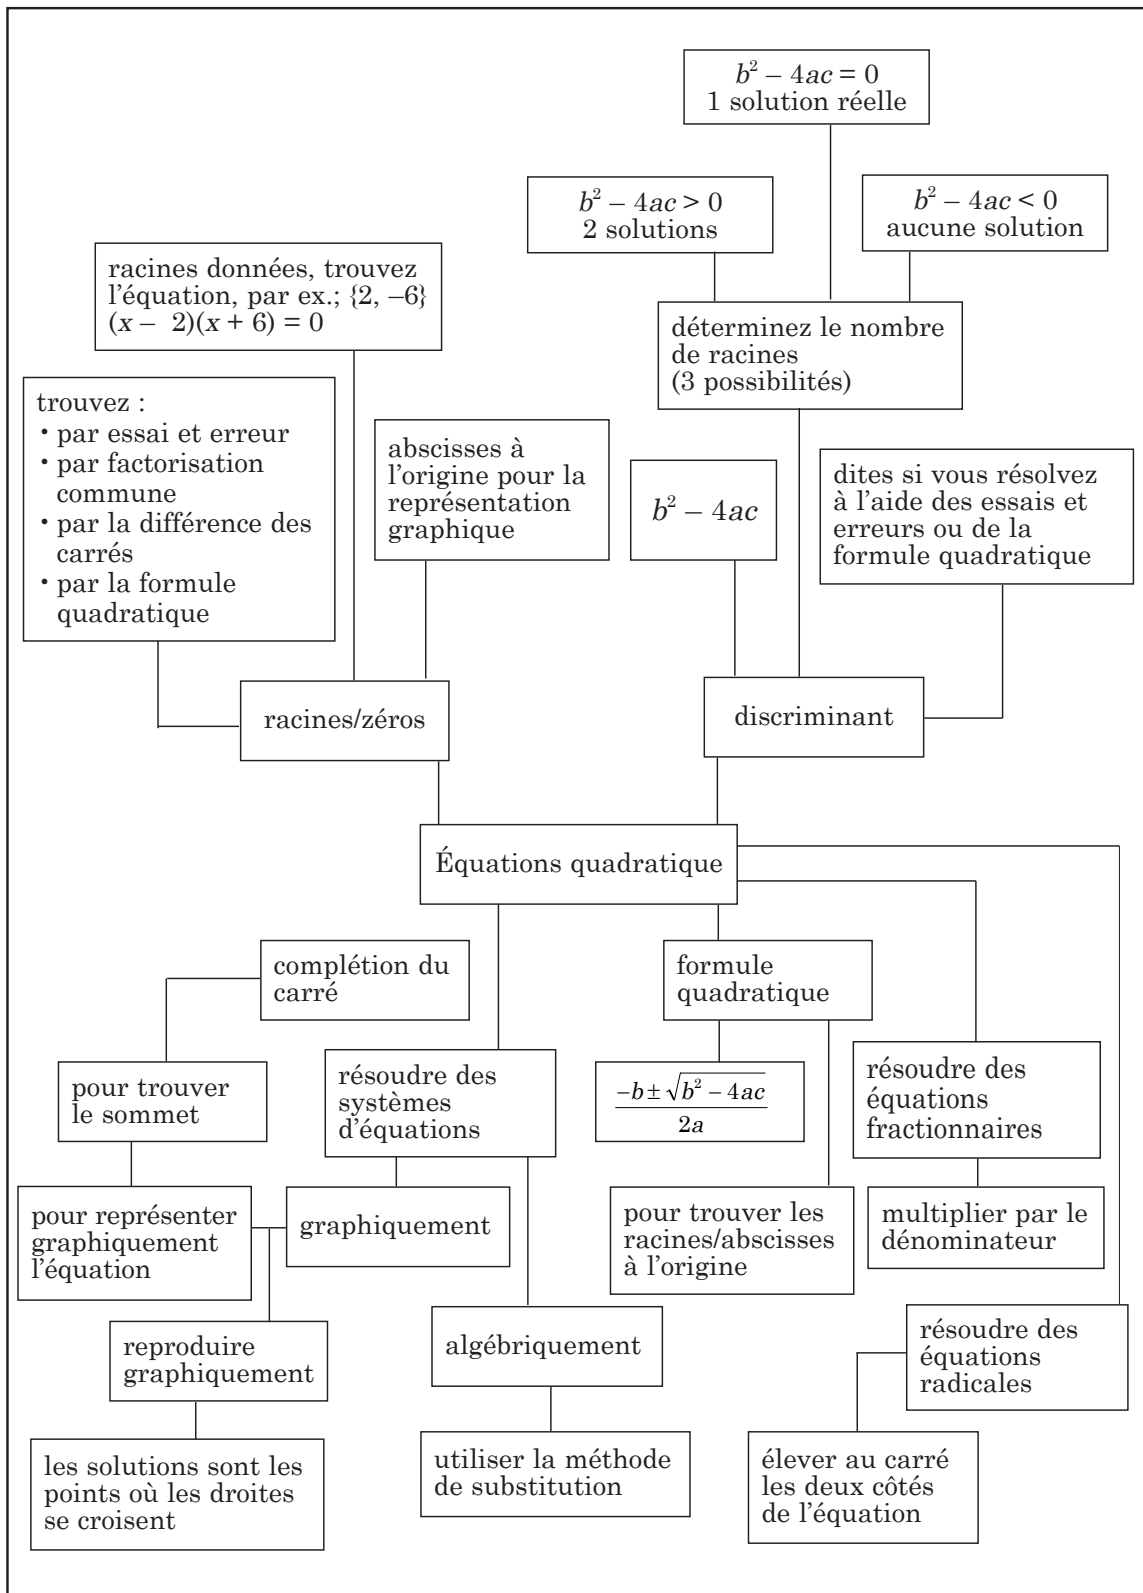 b² – 4ac = 0
1 solution réelle
b² – 4ac > 0
2 solutions
b² – 4ac < 0
aucune solution
racines données, trouvez
l'équation, par ex.; {2, –6}
(x – 2)(x + 6) = 0
déterminez le nombre
de racines
(3 possibilités)
trouvez :
• par essai et erreur
• par factorisation
commune
• par la différence des
carrés
• par la formule
quadratique
abscisses à
l'origine pour la
représentation
graphique
b² – 4ac
dites si vous résolvez
à l'aide des essais et
erreurs ou de la
formule quadratique
racines/zéros
discriminant
Équations quadratique
complétion du
carré
formule
quadratique
pour trouver
le sommet
résoudre des
systèmes
d'équations
–b ± √b² – 4ac
2a
résoudre des
équations
fractionnaires
pour représenter
graphiquement
l'équation
graphiquement
pour trouver les
racines/abscisses
à l'origine
multiplier par le
dénominateur
reproduire
graphiquement
algébriquement
résoudre des
équations
radicales
les solutions sont les
points où les droites
se croisent
utiliser la méthode
de substitution
élever au carré
les deux côtés
de l'équation